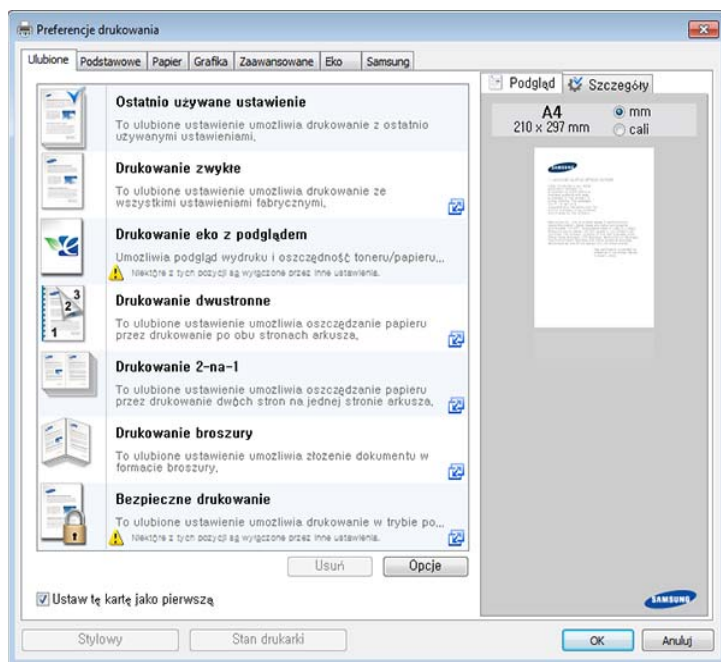 Preferencje drukowania
Ulubione Podstawowe Papier Grafika Zaawansowane Eko Samsung
Ostatnio używane ustawienie
To ulubione ustawienie umożliwia drukowanie z ostatnio
używanymi ustawieniami.
Drukowanie zwykłe
To ulubione ustawienie umożliwia drukowanie ze
wszystkimi ustawieniami fabrycznymi.
Drukowanie eko z podglądem
Umożliwia podgląd wydruku i oszczędność toneru/papieru...
Niektóre z tych pozycji są wyłączone przez inne ustawienia.
1 2 3
Drukowanie dwustronne
To ulubione ustawienie umożliwia oszczędzanie papieru
przez drukowanie po obu stronach arkusza.
Drukowanie 2-na-1
To ulubione ustawienie umożliwia oszczędzanie papieru
przez drukowanie dwóch stron na jednej stronie arkusza.
Drukowanie broszury
To ulubione ustawienie umożliwia złożenie dokumentu w
formacie broszury.
Bezpieczne drukowanie
To ulubione ustawienie umożliwia drukowanie w trybie po...
Niektóre z tych pozycji są wyłączone przez inne ustawienia.
Usuń Opcje
Ustaw tę kartę jako pierwszą
Podgląd Szczegóły
A4 mm
210 x 297 mm cali
SAMSUNG
SAMSUNG
Stylowy Stan drukarki OK Anuluj